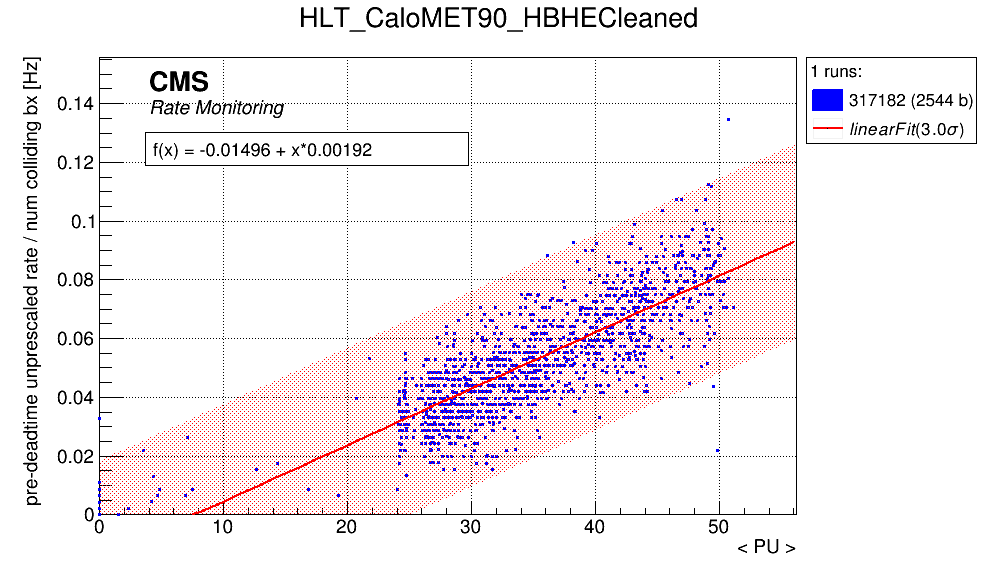 HLT_CaloMET90_HBHECleaned
pre-deadtime unprescaled rate / num colliding bx [Hz]
CMS
Rate Monitoring
f(x) = -0.01496 + x*0.00192
1 runs:
317182 (2544 b)
linearFit(3.0σ)
0.14
0.12
0.1
0.08
0.06
0.04
0.02
0
0 10 20 30 40 50
< PU >